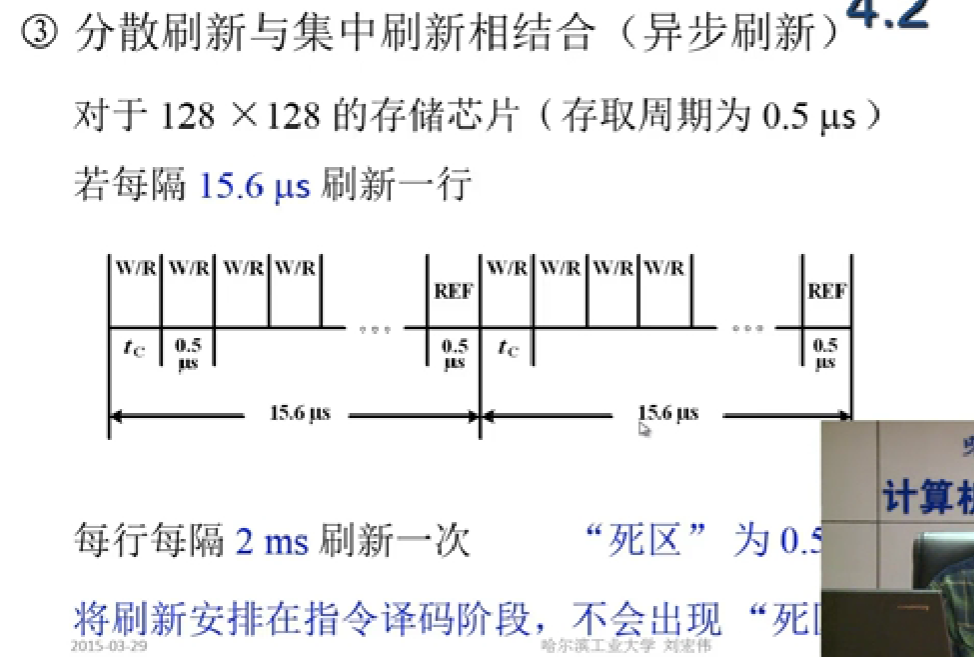 ③ 分散刷新与集中刷新相结合（异步刷新） 4.2
对于 128 ×128 的存储芯片（存取周期为 0.5 μs）
若每隔 15.6 μs 刷新一行
W/R W/R W/R W/R REF W/R W/R W/R W/R REF
tC 0.5 μs 0.5 μs tC 0.5 μs
15.6 μs 15.6 μs
计算机
每行每隔 2 ms 刷新一次 “死区” 为 0.5
将刷新安排在指令译码阶段，不会出现 “死
2015-03-29 哈尔滨工业大学 刘宏伟